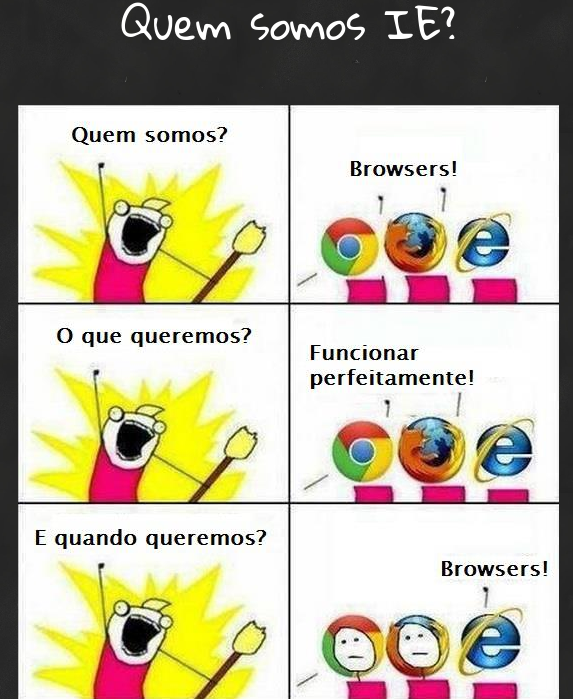 Quem somos IE?
Quem somos?
Browsers!
O que queremos?
Funcionar
perfeitamente!
E quando queremos?
Browsers!